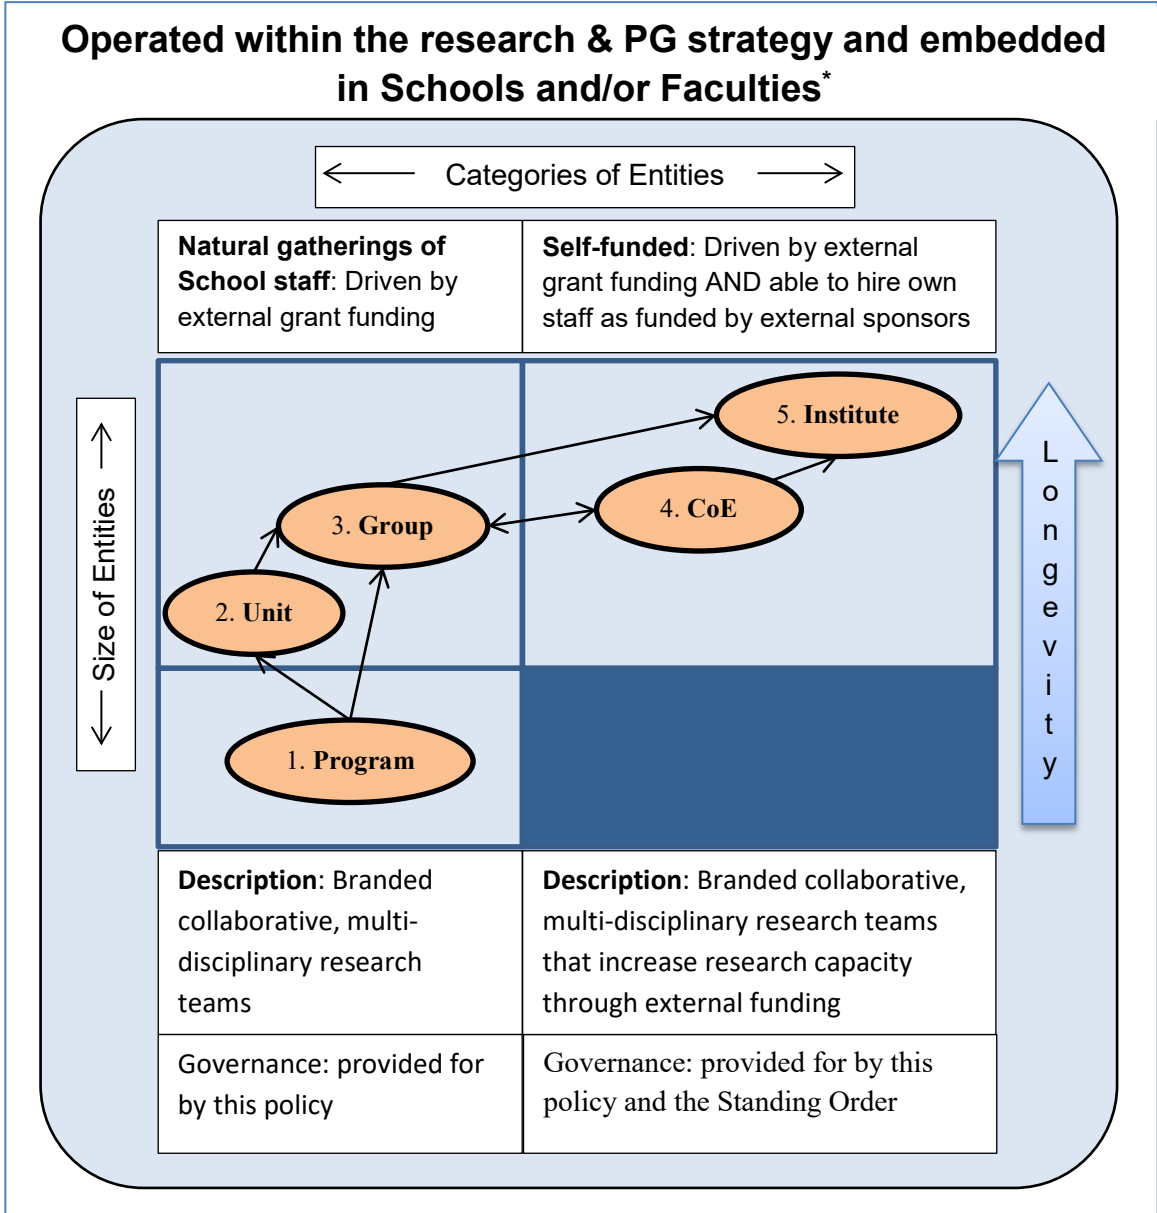 Operated within the research & PG strategy and embedded
in Schools and/or Faculties*
Categories of Entities
Natural gatherings of
School staff: Driven by
external grant funding
Self-funded: Driven by external
grant funding AND able to hire own
staff as funded by external sponsors
Size of Entities
5. Institute
4. CoE
3. Group
2. Unit
1. Program
Longevity
Description: Branded
collaborative, multi-
disciplinary research
teams
Description: Branded collaborative,
multi-disciplinary research teams
that increase research capacity
through external funding
Governance: provided for
by this policy
Governance: provided for by this
policy and the Standing Order